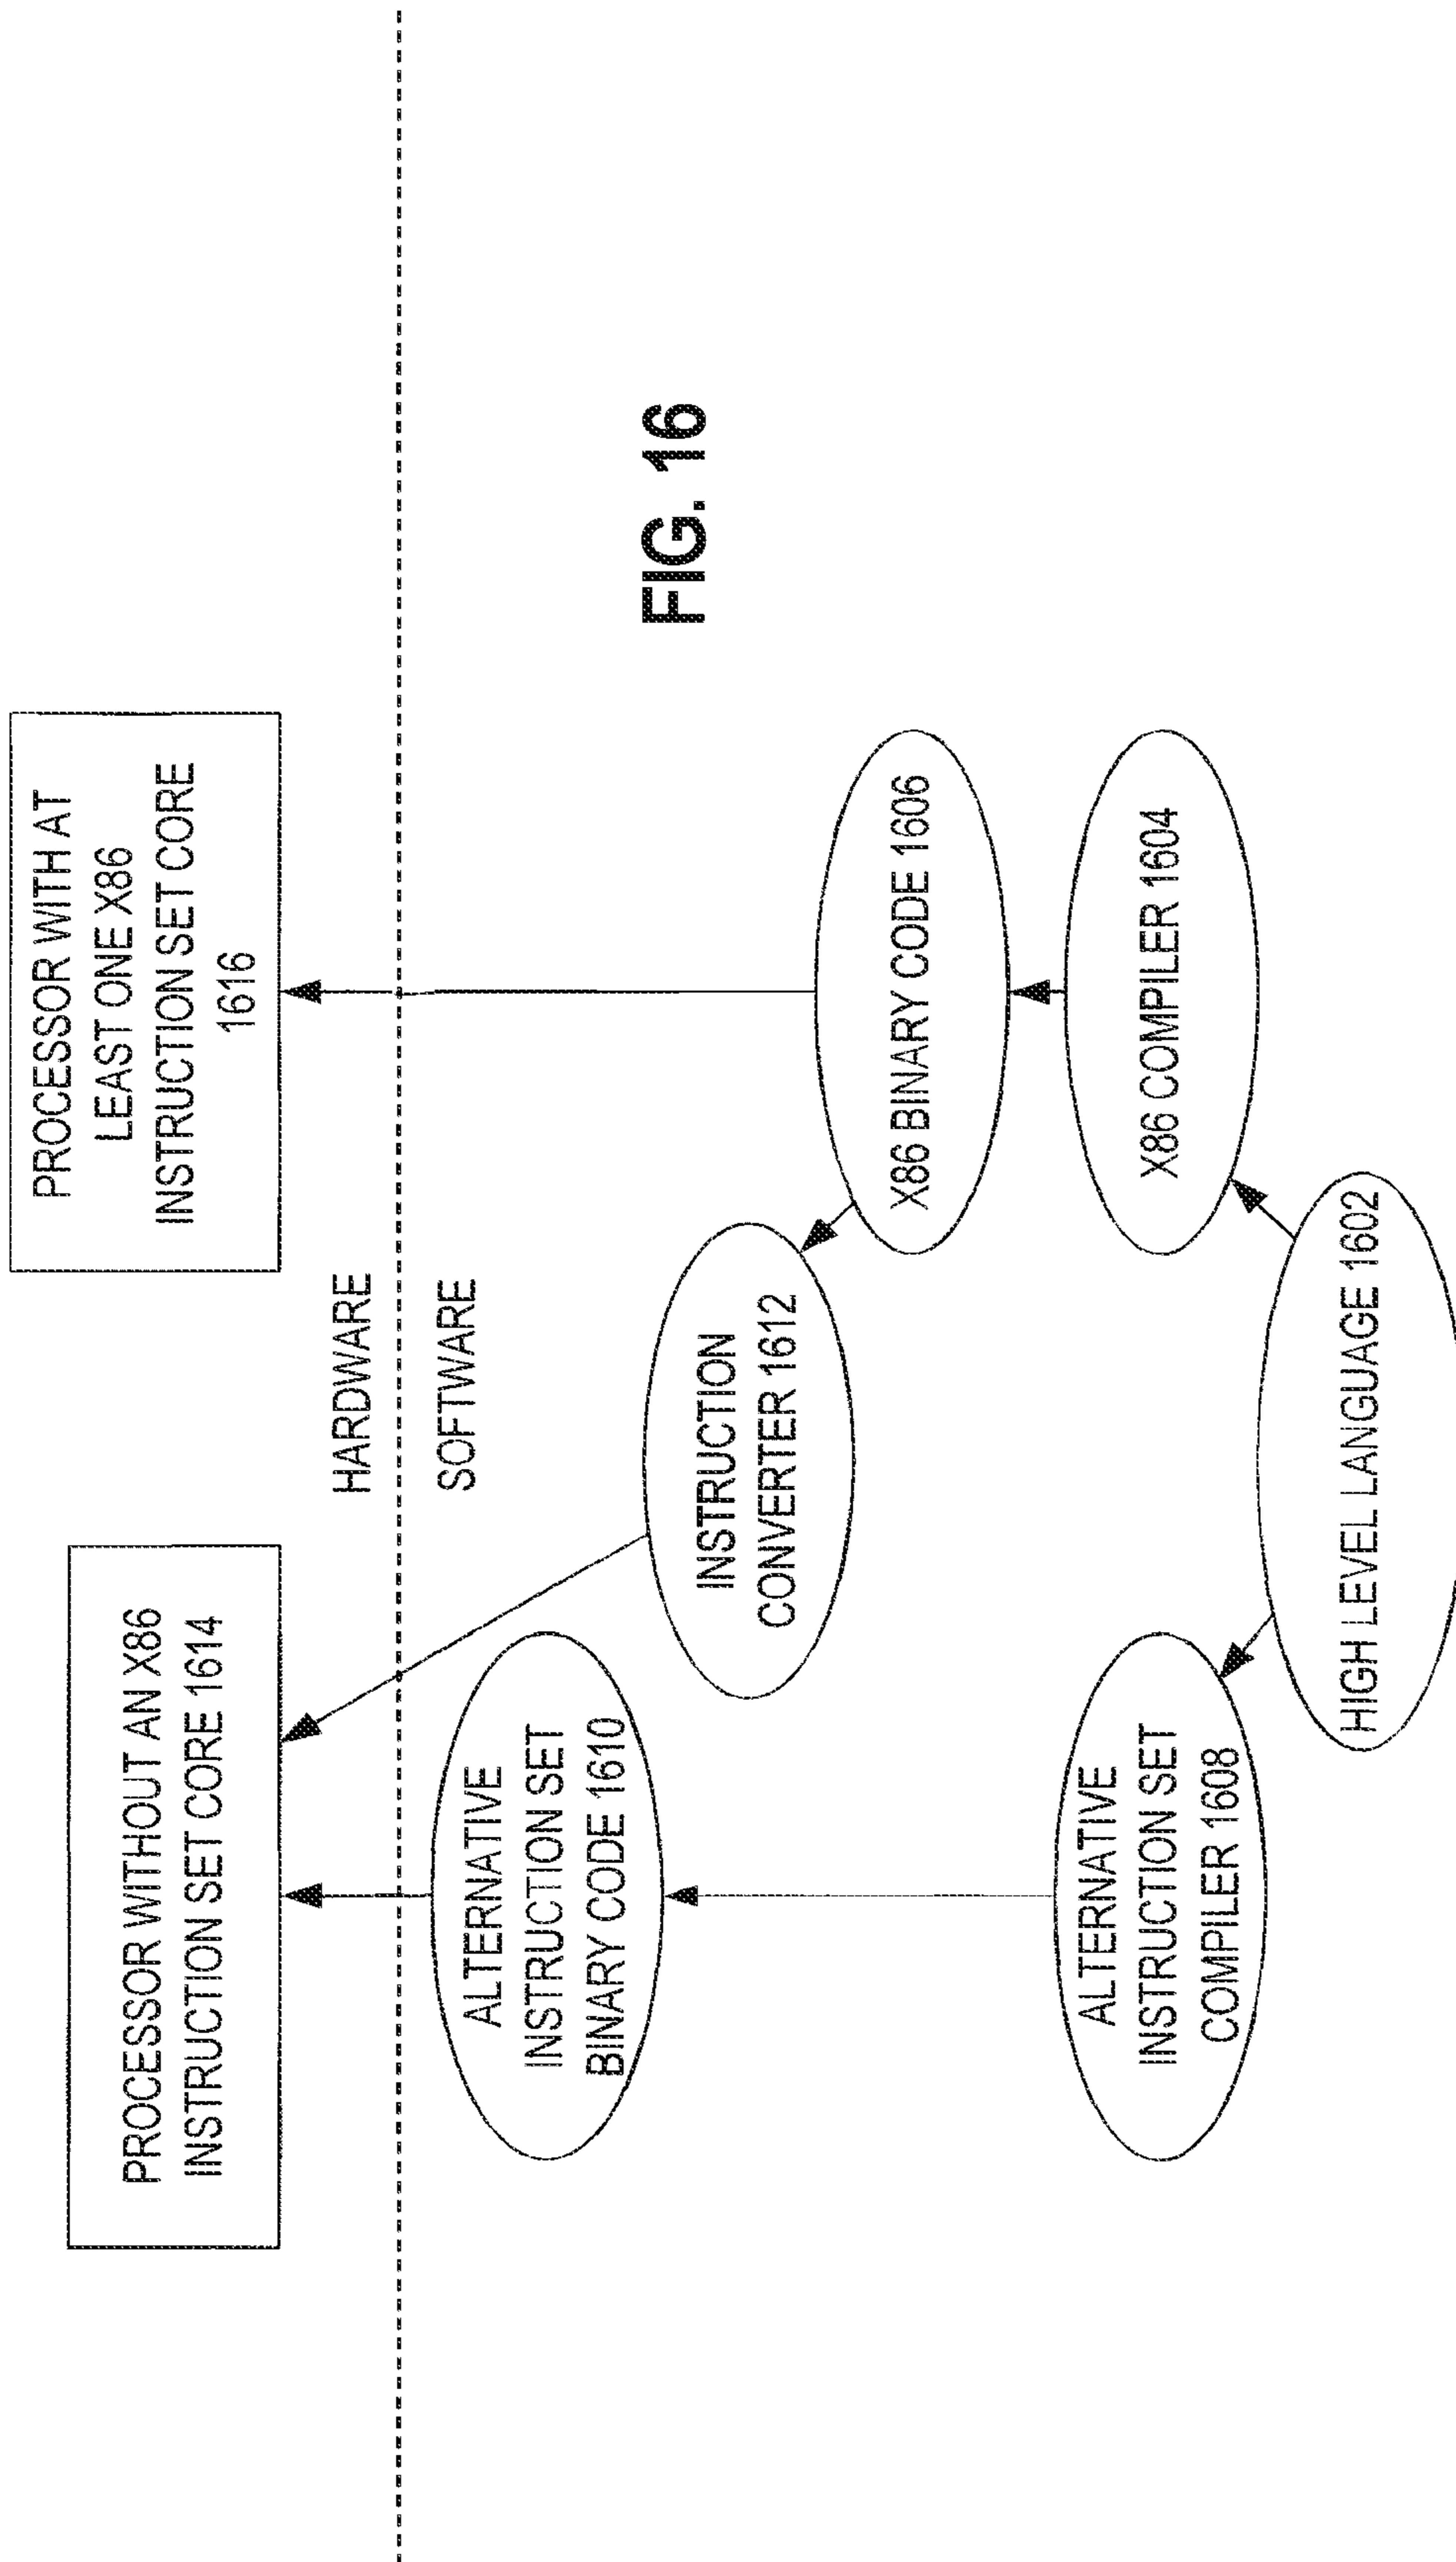 PROCESSOR WITHOUT AN X86
INSTRUCTION SET CORE 1614
PROCESSOR WITH AT
LEAST ONE X86
INSTRUCTION SET CORE
1616
HARDWARE
SOFTWARE
ALTERNATIVE
INSTRUCTION SET
BINARY CODE 1610
INSTRUCTION
CONVERTER 1612
X86 BINARY CODE 1606
ALTERNATIVE
INSTRUCTION SET
COMPILER 1608
X86 COMPILER 1604
HIGH LEVEL LANGUAGE 1602
FIG. 16